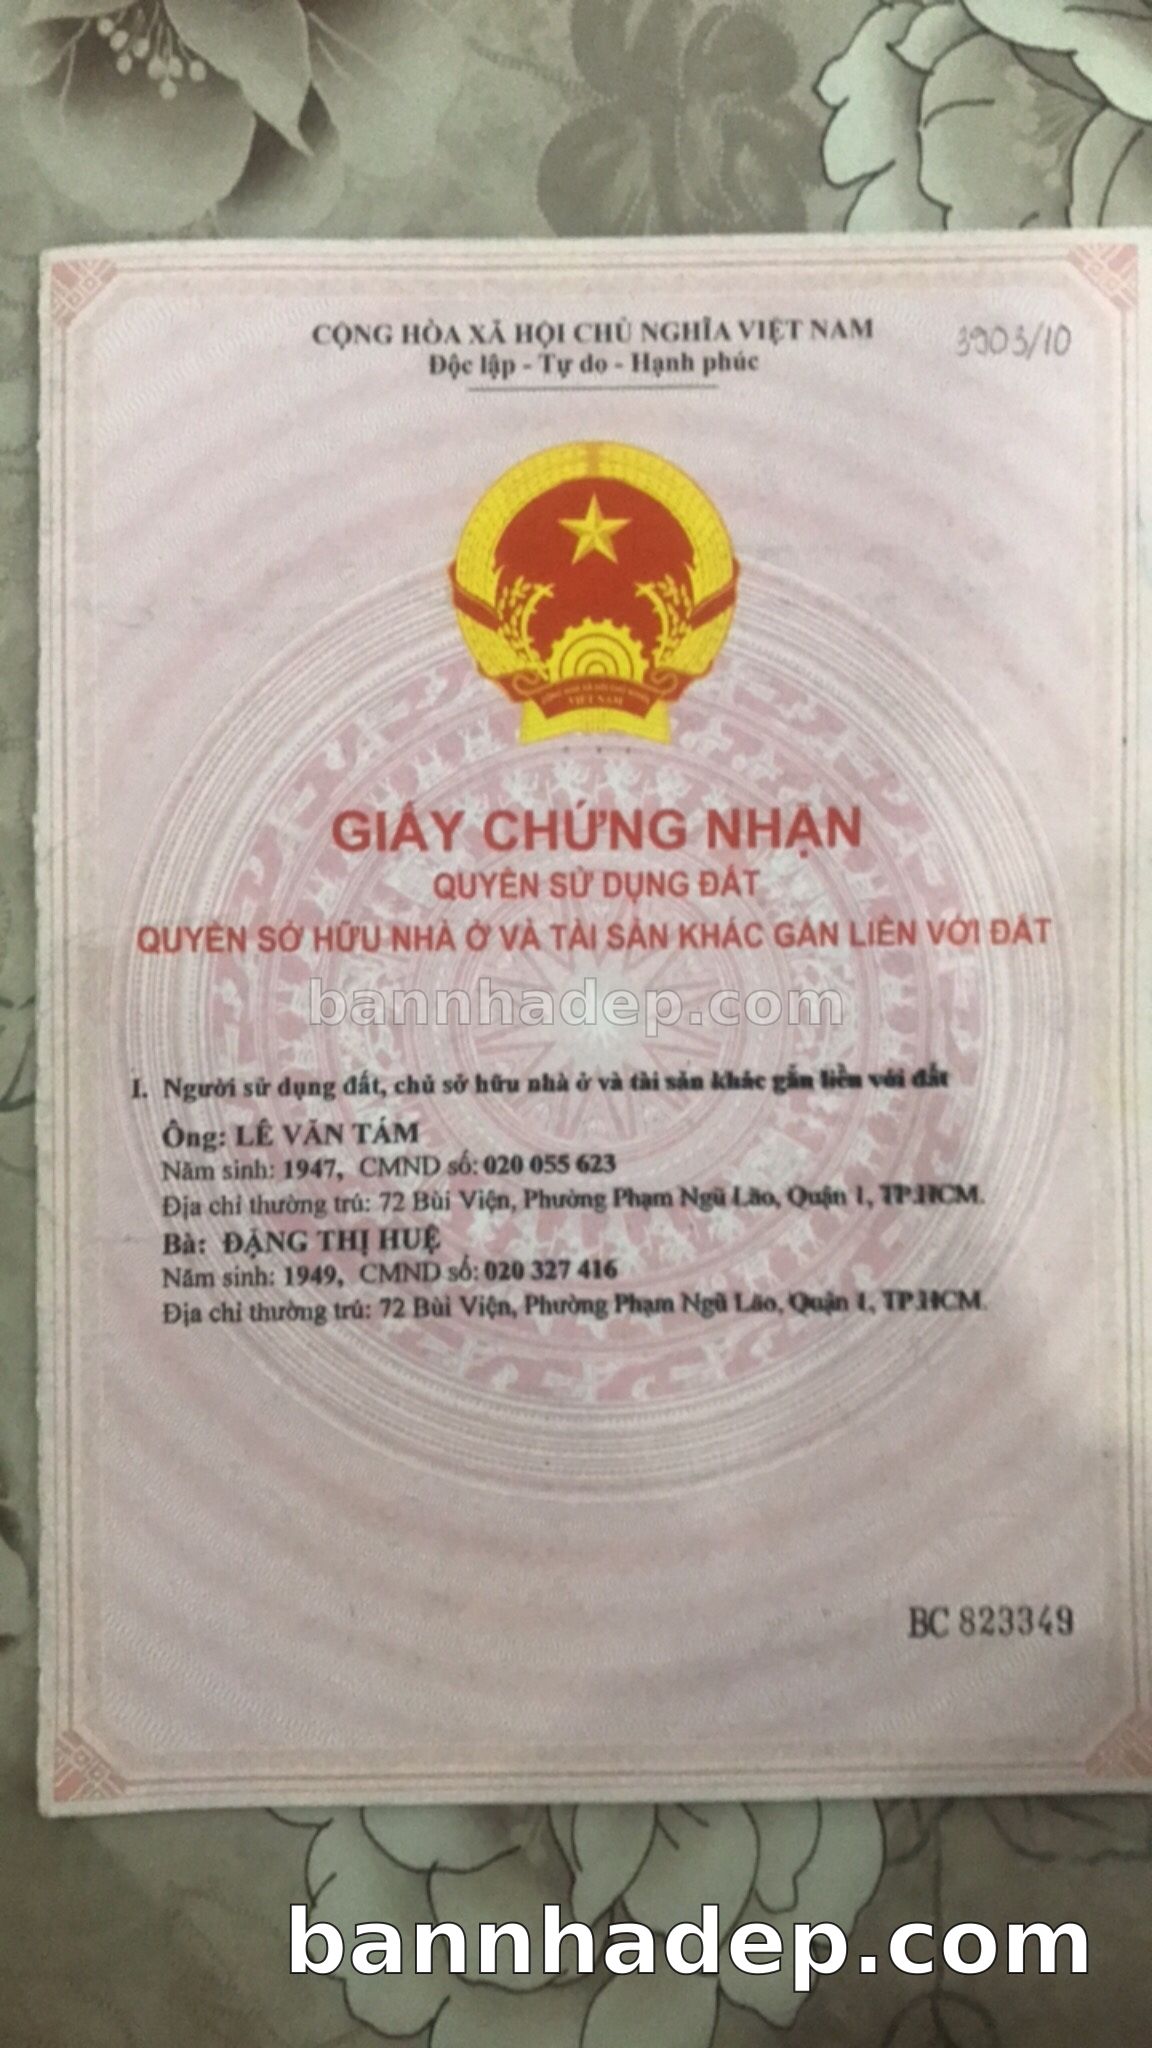 CỘNG HÒA XÃ HỘI CHỦ NGHĨA VIỆT NAM
3903/10
Độc lập - Tự do - Hạnh phúc
VIỆT NAM
GIẤY CHỨNG NHẬN
QUYỀN SỬ DỤNG ĐẤT
QUYỀN SỞ HỮU NHÀ Ở VÀ TÀI SẢN KHÁC GẮN LIỀN VỚI ĐẤT
bannhadep.com
I. Người sử dụng đất, chủ sở hữu nhà ở và tài sản khác gắn liền với đất
Ông: LÊ VĂN TÁM
Năm sinh: 1947, CMND số: 020 055 623
Địa chỉ thường trú: 72 Bùi Viện, Phường Phạm Ngũ Lão, Quận 1, TP.HCM.
Bà: ĐẶNG THỊ HUỆ
Năm sinh: 1949, CMND số: 020 327 416
Địa chỉ thường trú: 72 Bùi Viện, Phường Phạm Ngũ Lão, Quận 1, TP.HCM.
BC 823349
bannhadep.com